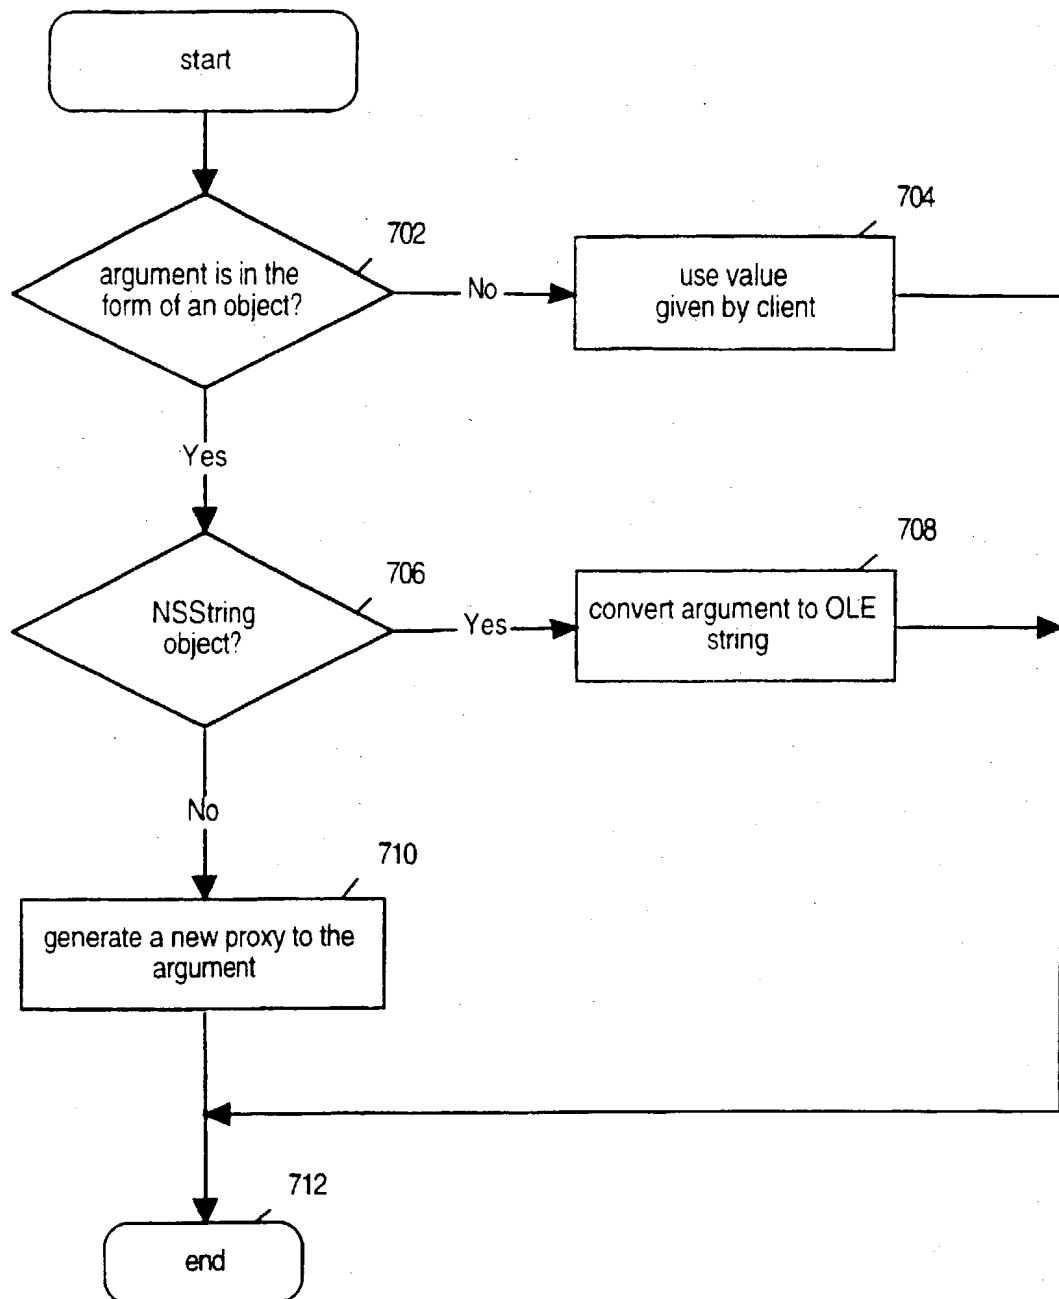 start
702
argument is in the
form of an object?
No
704
use value
given by client
Yes
706
NSString
object?
Yes
708
convert argument to OLE
string
No
710
generate a new proxy to the
argument
712
end